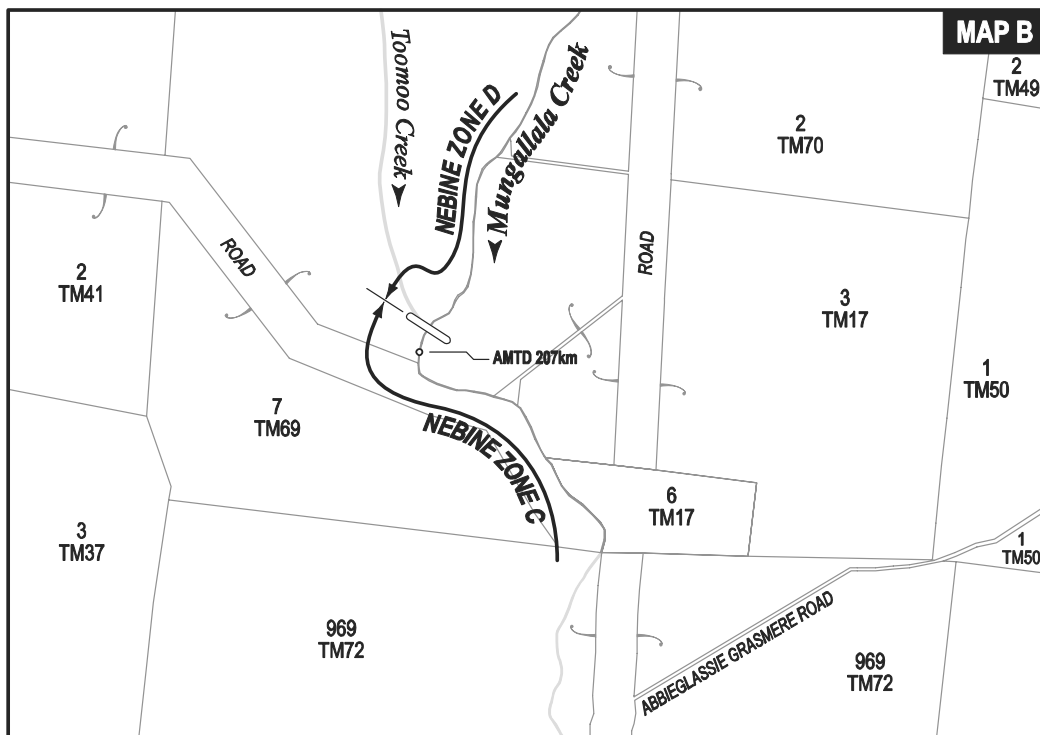 MAP B
Toomoo Creek
Mungallala Creek
NEBINE ZONE D
2
TM49
2
TM70
ROAD
ROAD
2
TM41
3
TM17
AMTD 207km
1
TM50
7
TM69
NEBINE ZONE C
6
TM17
3
TM37
1
TM50
969
TM72
ABBIEGLASSIE GRASMERE ROAD
969
TM72